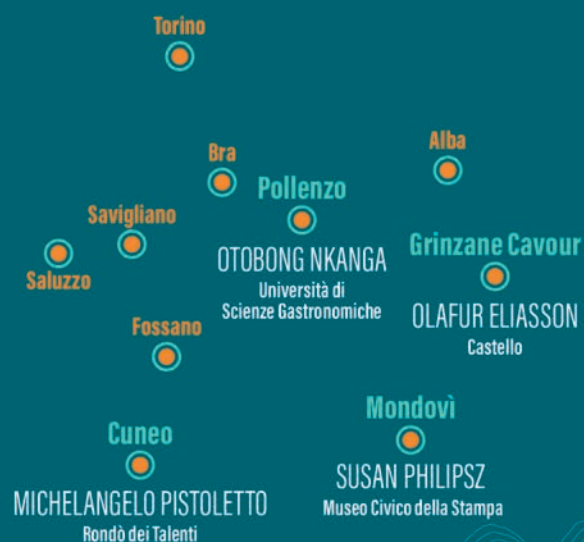 Torino
Bra
Alba
Pollenzo
Savigliano
Saluzzo
OTOBONG NKANGA
Università di
Scienze Gastronomiche
Grinzane Cavour
OLAFUR ELIASSON
Castello
Fossano
Cuneo
MICHELANGELO PISTOLETTO
Rondò dei Talenti
Mondovì
SUSAN PHILIPSZ
Museo Civico della Stampa